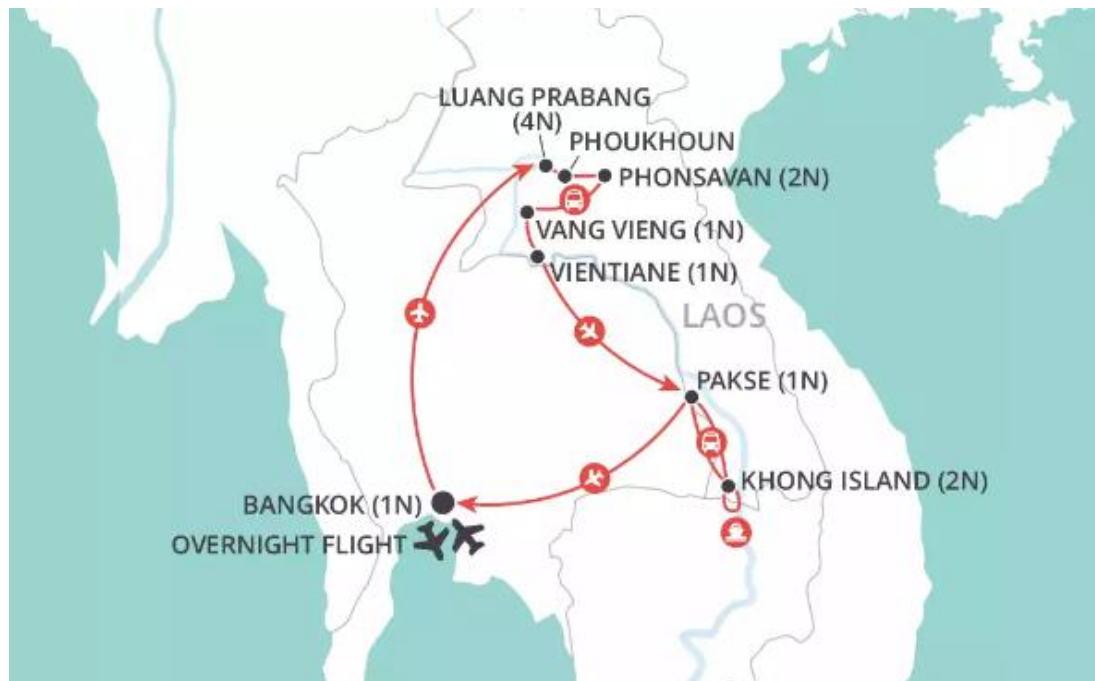 LUANG PRABANG
(4N)
PHOUKHOUN
PHONSAVAN (2N)
VANG VIENG (1N)
VIENTIANE (1N)
LAOS
PAKSE (1N)
KHONG ISLAND (2N)
BANGKOK (1N)
OVERNIGHT FLIGHT